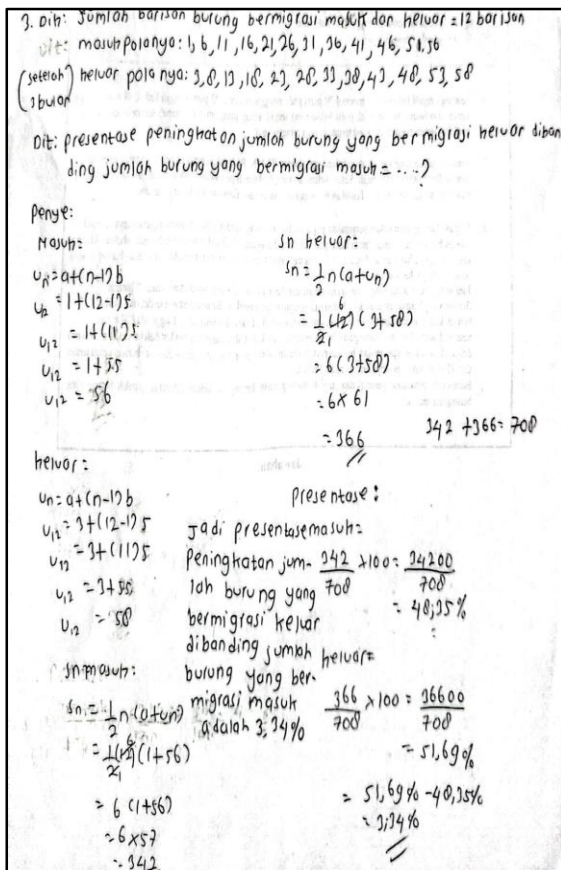 3. Dik: Jumlah barisan burung bermigrasi masuk dan keluar = 12 barisan
Dit: masuk polanya: 1, 6, 11, 16, 21, 26, 31, 36, 41, 46, 51, 56
(setelah 3 bulan) keluar polanya: 3, 8, 13, 18, 23, 28, 33, 38, 43, 48, 53, 58
Dit: presentase peningkatan jumlah burung yang bermigrasi keluar diban
ding jumlah burung yang bermigrasi masuk = ....?
Penye:
Masuk:
Un = a+(n-1)b
U12 = 1+(12-1)5
U12 = 1+(11)5
U12 = 1+55
U12 = 56
keluar:
Un = a+(n-1)b
U12 = 3+(12-1)5
U12 = 3+(11)5
U12 = 3+55
U12 = 58
Sn masuk:
Sn = 1/2 n(a+un)
= 1/2 (12) (1+56)
6
1
= 6 (1+56)
= 6 x 57
= 342
Sn keluar:
Sn = 1/2 n (a+un)
= 1/2 (12) (3+58)
6
1
= 6 (3+58)
= 6 x 61
= 366
342 + 366 = 708
Presentase:
masuk =
342/708 x 100 = 34200/708
= 48,35%
keluar =
366/708 x 100 = 36600/708
= 51,69%
= 51,69% - 48,35%
= 3,34%
Jadi presentase
Peningkatan jum-
lah burung yang
bermigrasi keluar
dibanding jumlah
burung yang ber-
migrasi masuk
adalah 3,34%